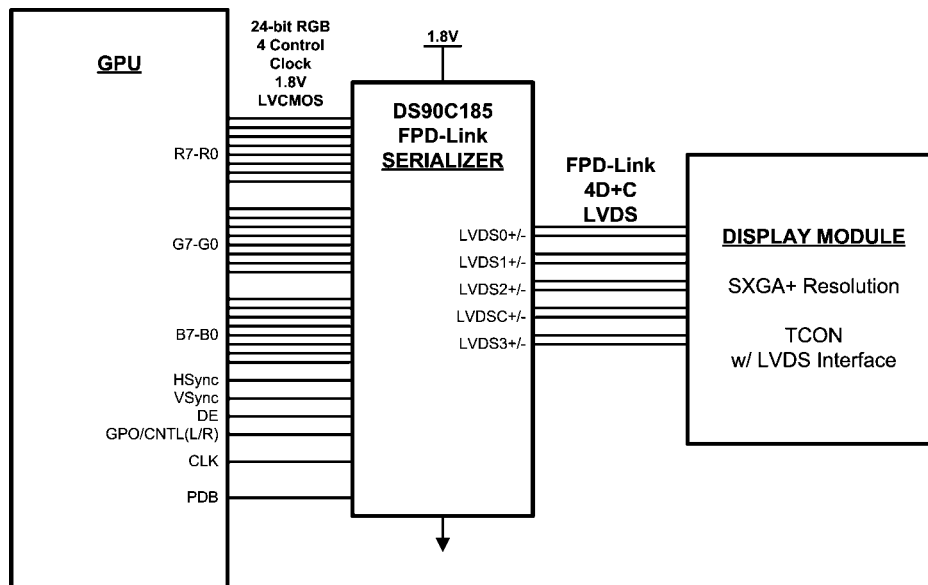 24-bit RGB
4 Control
Clock
1.8V
LVCMOS
1.8V
GPU
DS90C185
FPD-Link
SERIALIZER
R7-R0
G7-G0
B7-B0
HSync
VSync
DE
GPO/CNTL(L/R)
CLK
PDB
LVDS0+/-
LVDS1+/-
LVDS2+/-
LVDSC+/-
LVDS3+/-
FPD-Link
4D+C
LVDS
DISPLAY MODULE
SXGA+ Resolution
TCON
w/ LVDS Interface